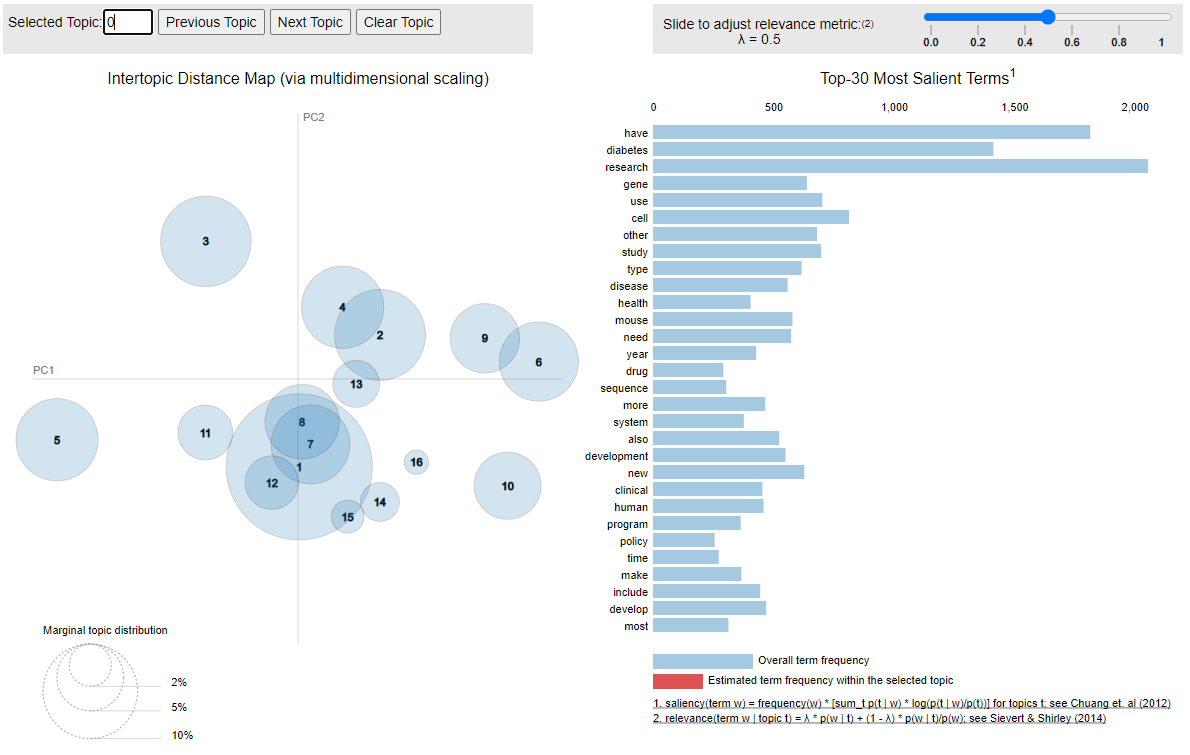 Selected Topic: 0 Previous Topic Next Topic Clear Topic
Slide to adjust relevance metric:(2)
λ = 0.5
0.0 0.2 0.4 0.6 0.8 1
Intertopic Distance Map (via multidimensional scaling)
PC2
PC1
3
4
2
9
6
13
8
11
5
7
1
16
12
10
14
15
Marginal topic distribution
2%
5%
10%
Top-30 Most Salient Terms1
0 500 1,000 1,500 2,000
have
diabetes
research
gene
use
cell
other
study
type
disease
health
mouse
need
year
drug
sequence
more
system
also
development
new
clinical
human
program
policy
time
make
include
develop
most
Overall term frequency
Estimated term frequency within the selected topic
1. saliency(term w) = frequency(w) * [sum_t p(t | w) * log(p(t | w)/p(t))] for topics t; see Chuang et. al (2012)
2. relevance(term w | topic t) = λ * p(w | t) + (1 - λ) * p(w | t)/p(w); see Sievert & Shirley (2014)